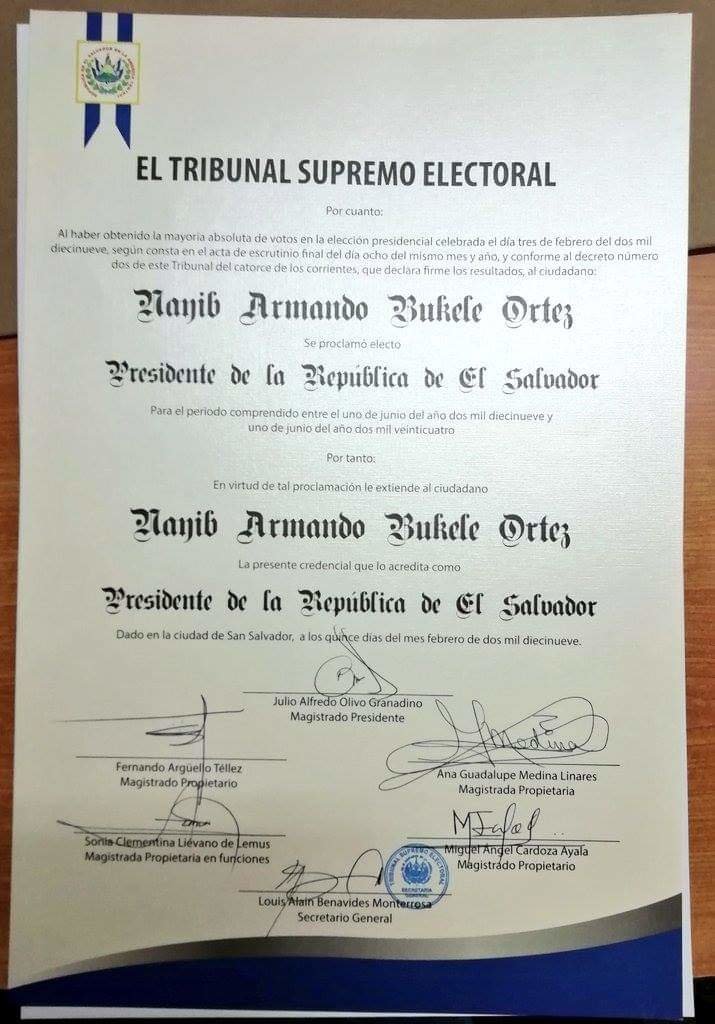 EL TRIBUNAL SUPREMO ELECTORAL
Por cuanto:
Al haber obtenido la mayoria absoluta de votos en la elección presidencial celebrada el día tres de febrero del dos mil
diecinueve, según consta en el acta de escrutinio final del día ocho del mismo mes y año, y conforme al decreto número
dos de este Tribunal del catorce de los corrientes, que declara firme los resultados, al ciudadano:
Nayib Armando Bukele Ortez
Se proclamó electo
Presidente de la República de El Salvador
Para el periodo comprendido entre el uno de junio del año dos mil diecinueve y
uno de junio del año dos mil veinticuatro
Por tanto:
En virtud de tal proclamación le extiende al ciudadano
Nayib Armando Bukele Ortez
La presente credencial que lo acredita como
Presidente de la República de El Salvador
Dado en la ciudad de San Salvador, a los quince días del mes febrero de dos mil diecinueve.
Julio Alfredo Olivo Granadino
Magistrado Presidente
Fernando Argüello Téllez
Magistrado Propietario
Medina
Ana Guadalupe Medina Linares
Magistrada Propietaria
Sonia Clementina Liévano de Lemus
Magistrada Propietaria en funciones
Miguel Angel Cardoza Ayala
Magistrado Propietario
TRIBUNAL SUPREMO ELECTORAL
SECRETARIA
GENERAL
Louis Alain Benavides Monterrosa
Secretario General